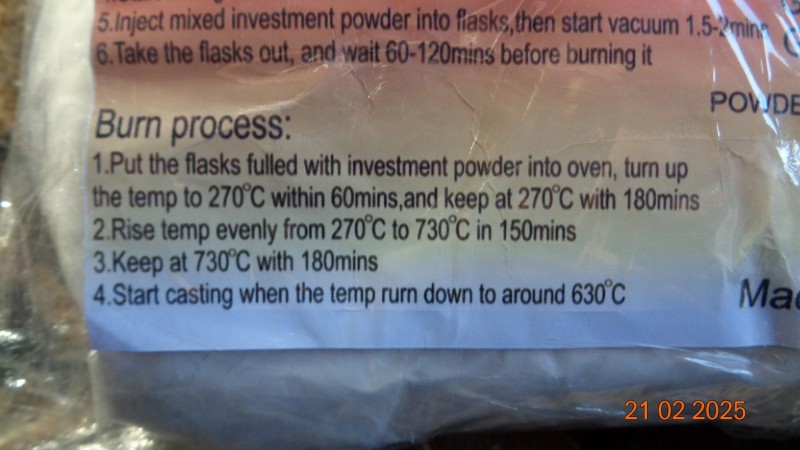 5.Inject mixed investment powder into flasks,then start vacuum 1.5-2mins
6.Take the flasks out, and wait 60-120mins before burning it
POWDE
Burn process:
1.Put the flasks fulled with investment powder into oven, turn up
the temp to 270°C within 60mins,and keep at 270°C with 180mins
2.Rise temp evenly from 270°C to 730°C in 150mins
3.Keep at 730°C with 180mins
4.Start casting when the temp rurn down to around 630°C
Mad
21 02 2025